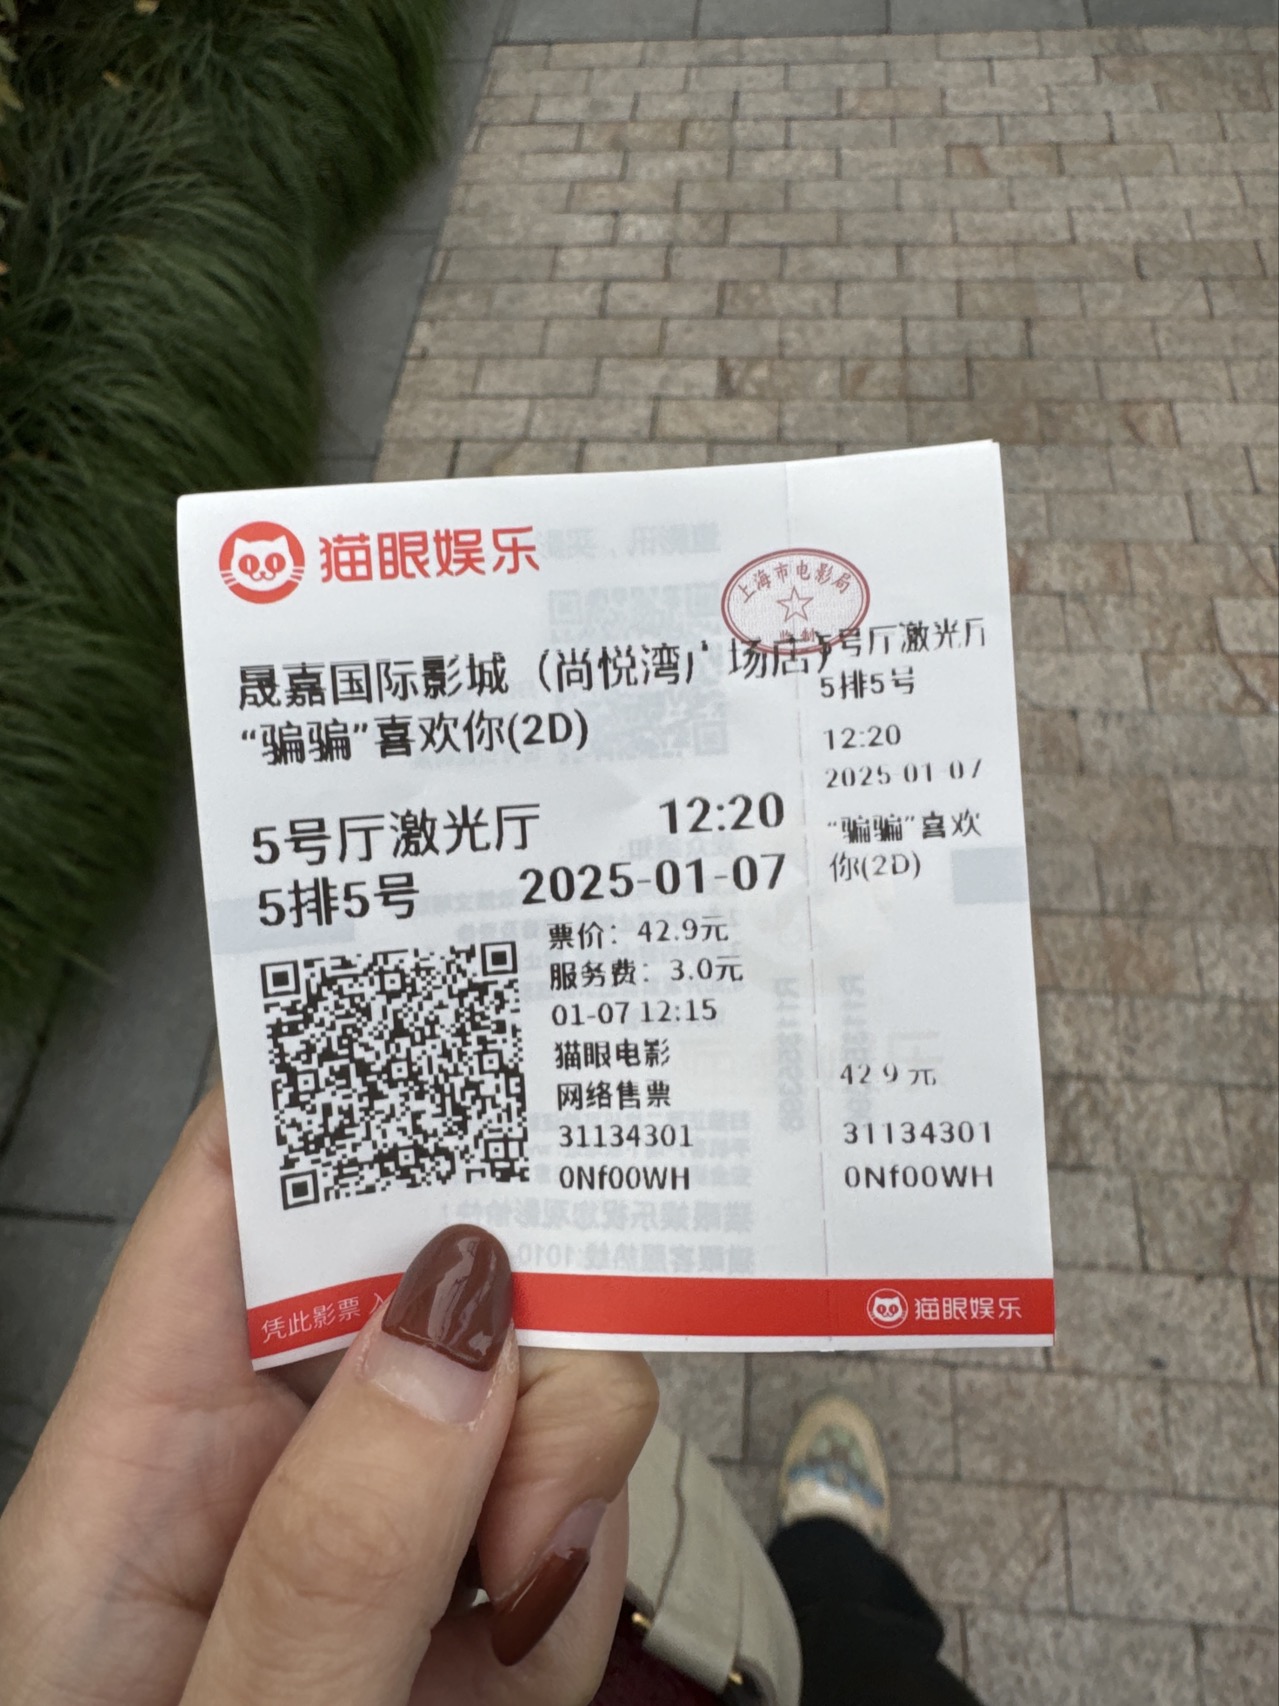 猫眼娱乐
上海市电影局
监制
晟嘉国际影城（尚悦湾广场店）
“骗骗”喜欢你(2D)
5号厅激光厅 12:20
5排5号 2025-01-07
票价：42.9元
服务费：3.0元
01-07 12:15
猫眼电影
网络售票
31134301
0Nf00WH
凭此影票 入
5号厅激光厅
5排5号
12:20
2025-01-07
“骗骗”喜欢
你(2D)
42.9元
31134301
0Nf00WH
猫眼娱乐